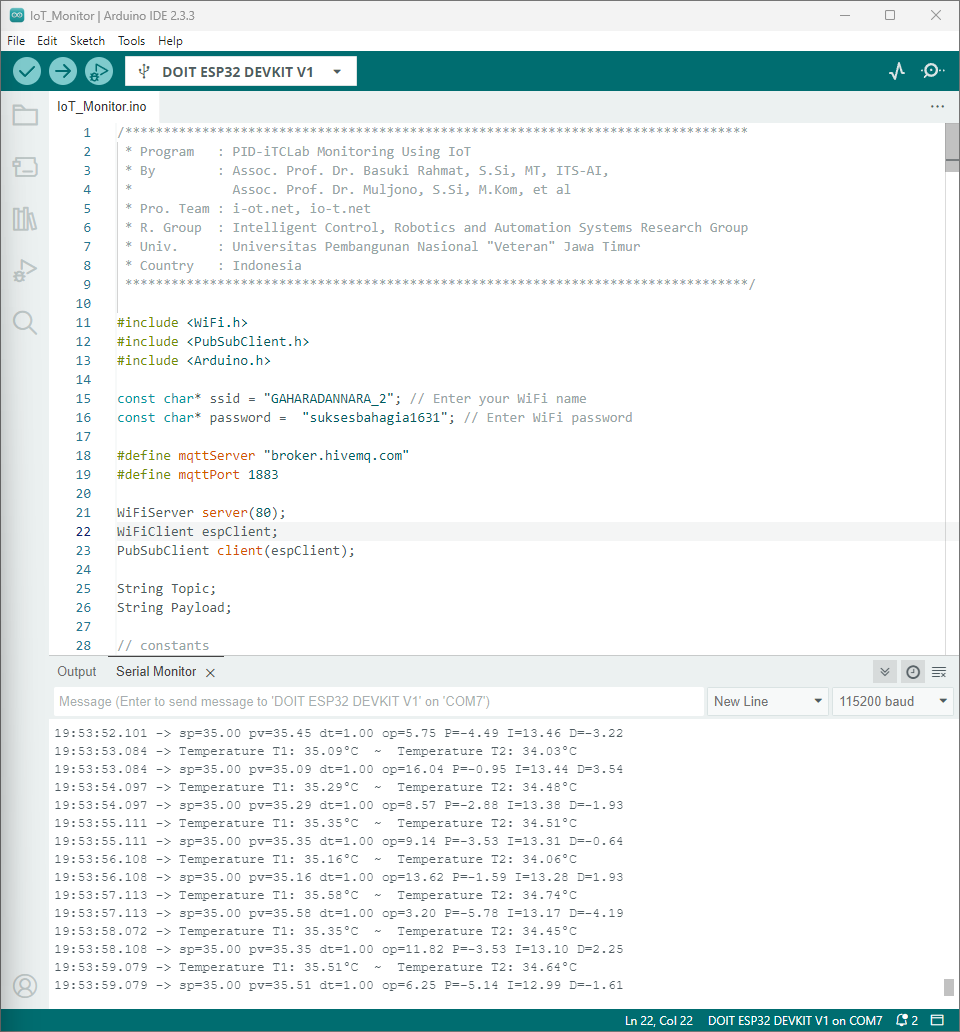 IoT_Monitor | Arduino IDE 2.3.3
File Edit Sketch Tools Help
DOIT ESP32 DEVKIT V1
IoT_Monitor.ino
1 /*********************************************************************************
2 * Program : PID-iTCLab Monitoring Using IoT
3 * By : Assoc. Prof. Dr. Basuki Rahmat, S.Si, MT, ITS-AI,
4 * Assoc. Prof. Dr. Muljono, S.Si, M.Kom, et al
5 * Pro. Team : i-ot.net, io-t.net
6 * R. Group : Intelligent Control, Robotics and Automation Systems Research Group
7 * Univ. : Universitas Pembangunan Nasional "Veteran" Jawa Timur
8 * Country : Indonesia
9 *********************************************************************************/
10
11 #include <WiFi.h>
12 #include <PubSubClient.h>
13 #include <Arduino.h>
14
15 const char* ssid = "GAHARADANNARA_2"; // Enter your WiFi name
16 const char* password = "suksesbahagia1631"; // Enter WiFi password
17
18 #define mqttServer "broker.hivemq.com"
19 #define mqttPort 1883
20
21 WiFiServer server(80);
22 WiFiClient espClient;
23 PubSubClient client(espClient);
24
25 String Topic;
26 String Payload;
27
28 // constants
Output Serial Monitor
Message (Enter to send message to 'DOIT ESP32 DEVKIT V1' on 'COM7') New Line 115200 baud
19:53:52.101 -> sp=35.00 pv=35.45 dt=1.00 op=5.75 P=-4.49 I=13.46 D=-3.22
19:53:53.084 -> Temperature T1: 35.09°C ~ Temperature T2: 34.03°C
19:53:53.084 -> sp=35.00 pv=35.09 dt=1.00 op=16.04 P=-0.95 I=13.44 D=3.54
19:53:54.097 -> Temperature T1: 35.29°C ~ Temperature T2: 34.48°C
19:53:54.097 -> sp=35.00 pv=35.29 dt=1.00 op=8.57 P=-2.88 I=13.38 D=-1.93
19:53:55.111 -> Temperature T1: 35.35°C ~ Temperature T2: 34.51°C
19:53:55.111 -> sp=35.00 pv=35.35 dt=1.00 op=9.14 P=-3.53 I=13.31 D=-0.64
19:53:56.108 -> Temperature T1: 35.16°C ~ Temperature T2: 34.06°C
19:53:56.108 -> sp=35.00 pv=35.16 dt=1.00 op=13.62 P=-1.59 I=13.28 D=1.93
19:53:57.113 -> Temperature T1: 35.58°C ~ Temperature T2: 34.74°C
19:53:57.113 -> sp=35.00 pv=35.58 dt=1.00 op=3.20 P=-5.78 I=13.17 D=-4.19
19:53:58.072 -> Temperature T1: 35.35°C ~ Temperature T2: 34.45°C
19:53:58.108 -> sp=35.00 pv=35.35 dt=1.00 op=11.82 P=-3.53 I=13.10 D=2.25
19:53:59.079 -> Temperature T1: 35.51°C ~ Temperature T2: 34.64°C
19:53:59.079 -> sp=35.00 pv=35.51 dt=1.00 op=6.25 P=-5.14 I=12.99 D=-1.61
Ln 22, Col 22 DOIT ESP32 DEVKIT V1 on COM7 2